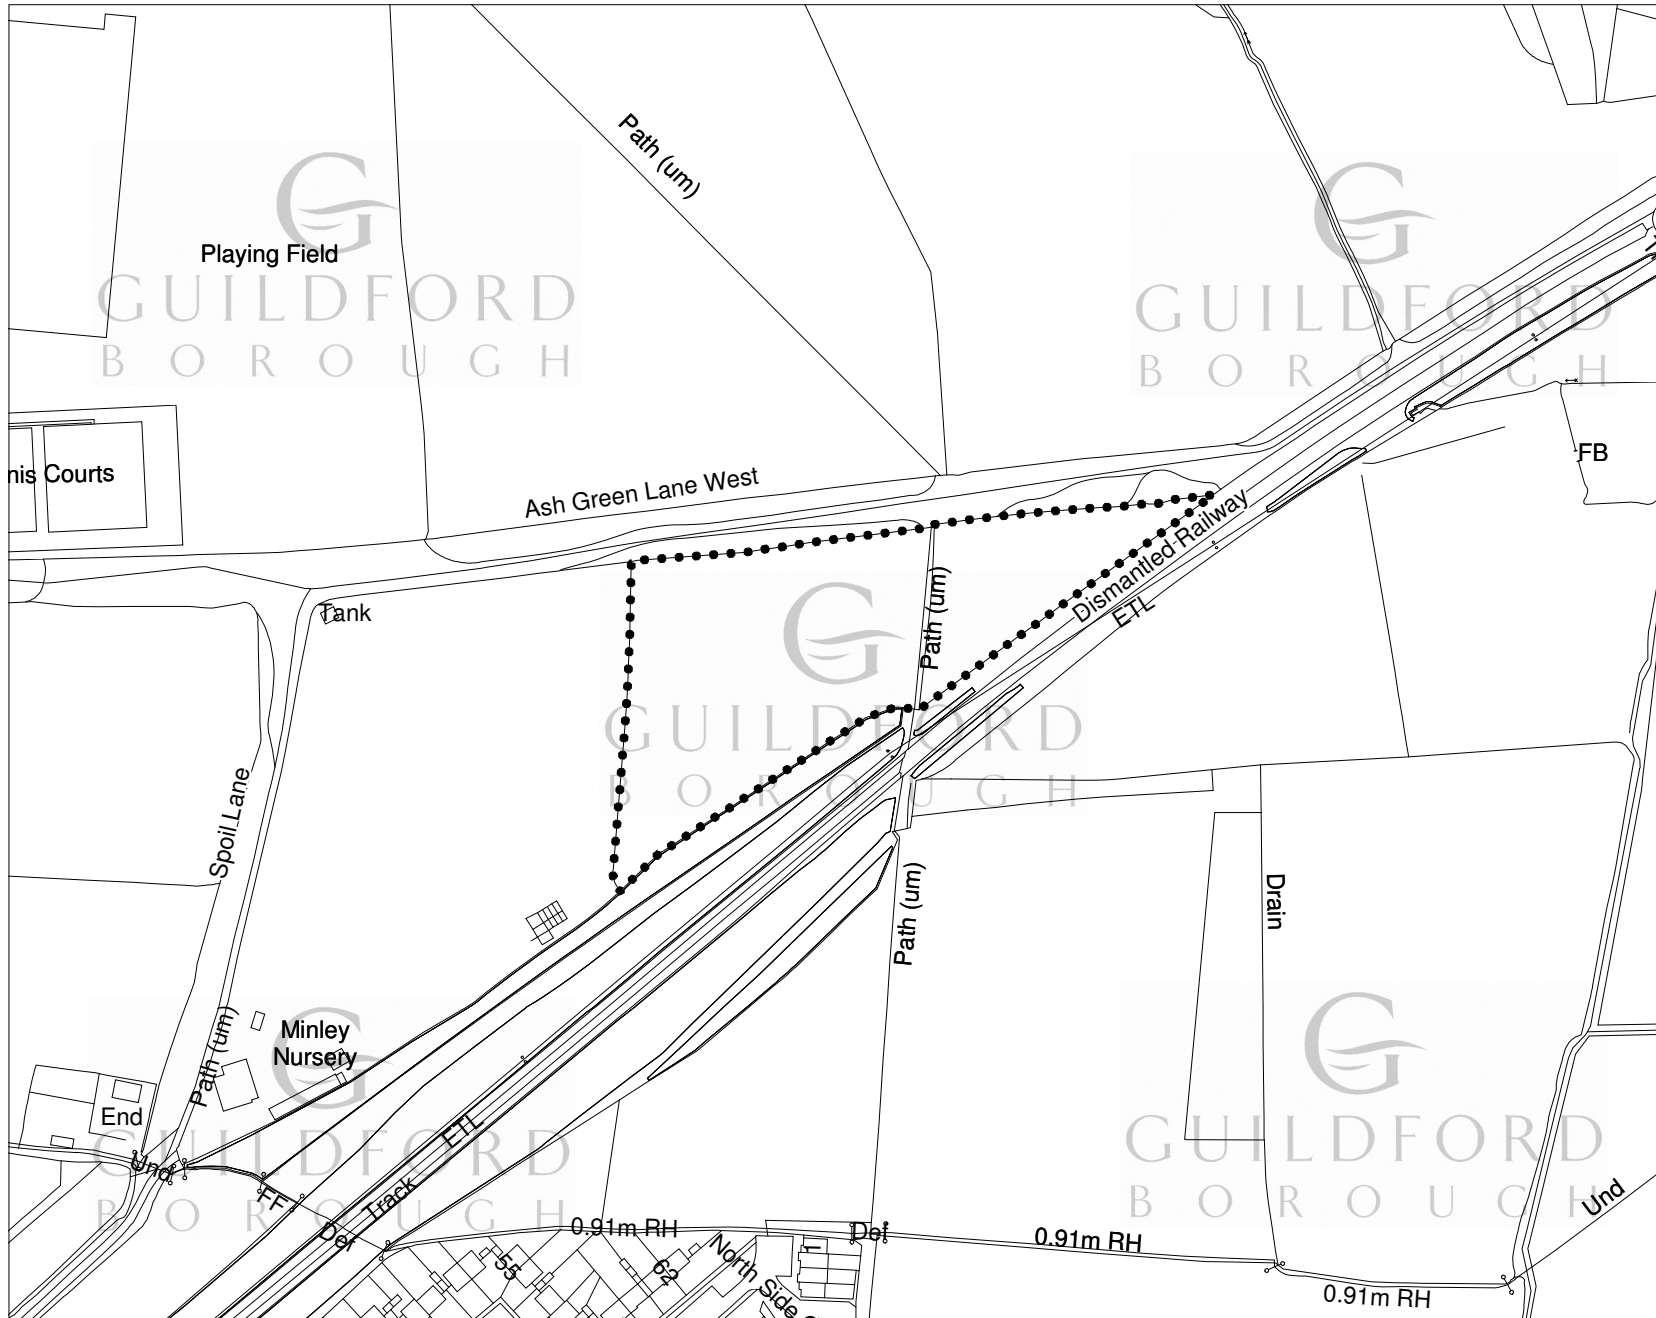 Path (um)
Playing Field
GUILDFORD
BOROUGH
GUILDFORD
BOROUGH
nis Courts
Ash Green Lane West
FB
Tank
Path (um)
Dismantled Railway
ETL
GUILDFORD
BOROUGH
Spoil Lane
Path (um)
Drain
Path (um)
Minley
Nursery
End
ETL
GUILDFORD
BOROUGH
GUILDFORD
BOROUGH
Und
FF
Track
Def
0.91m RH
Def
0.91m RH
Und
55
62
North Side
1
0.91m RH